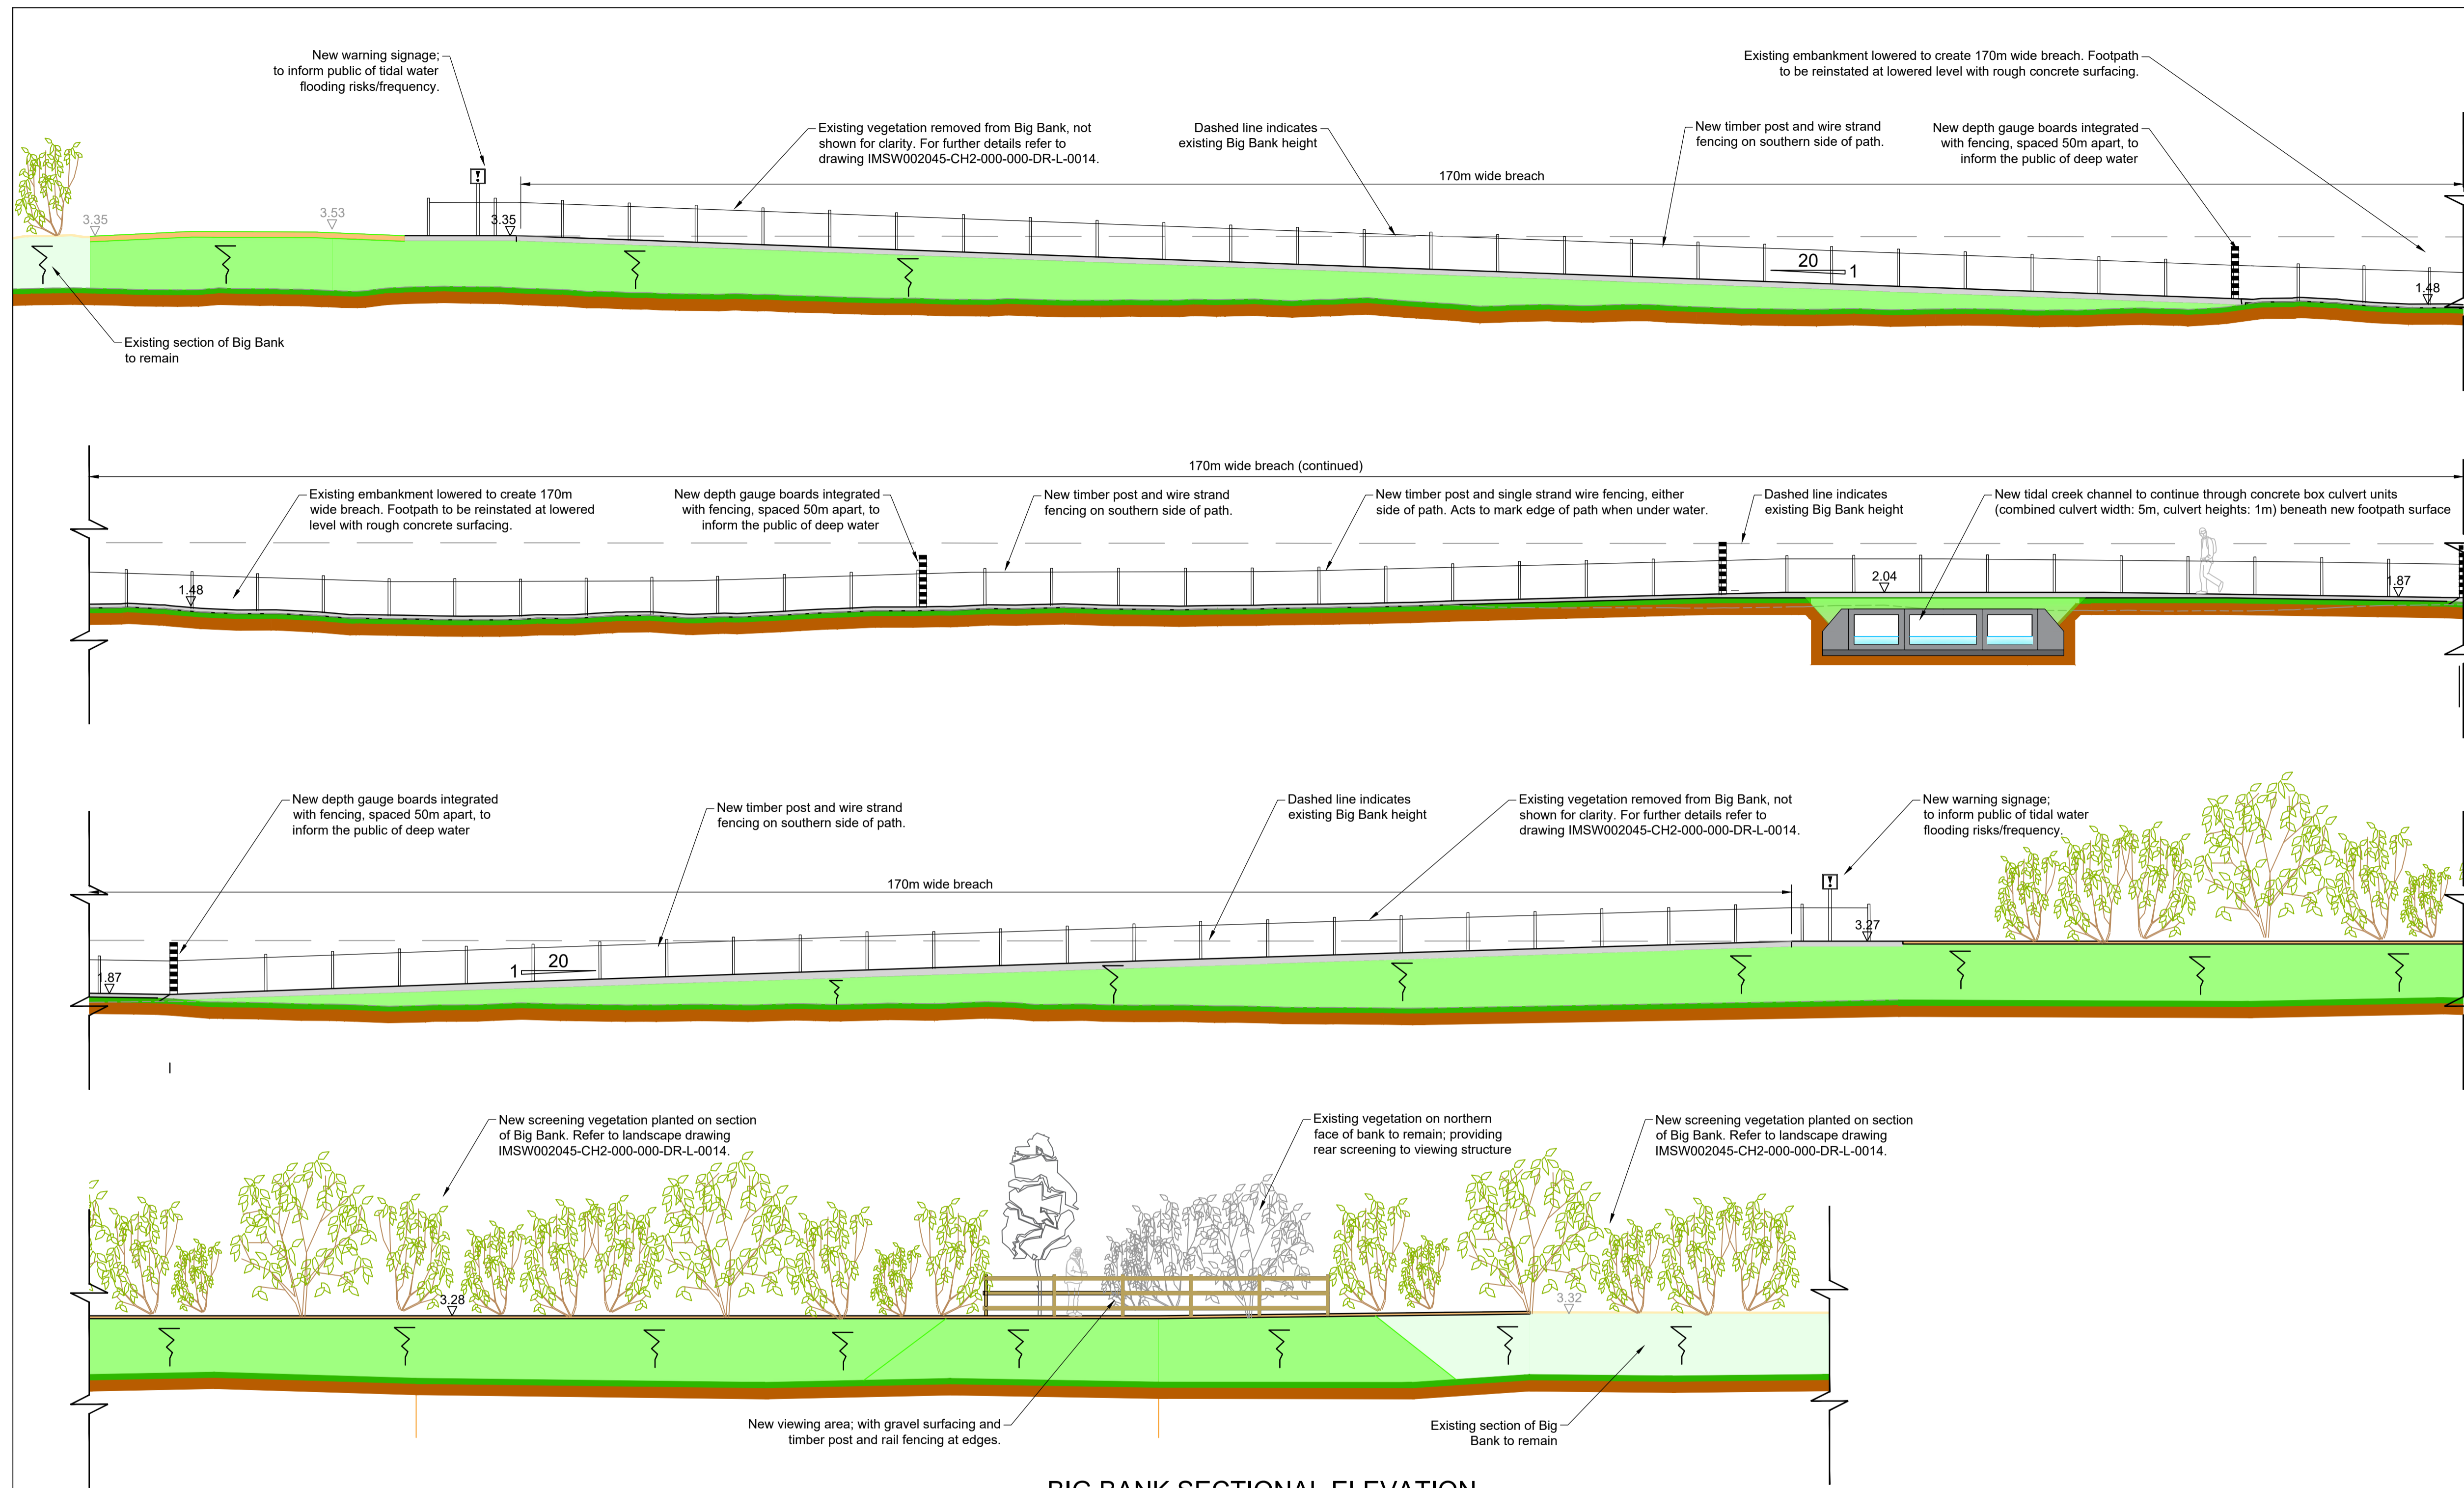 New warning signage;
to inform public of tidal water
flooding risks/frequency.
Existing vegetation removed from Big Bank, not
shown for clarity. For further details refer to
drawing IMSW002045-CH2-000-000-DR-L-0014.
Dashed line indicates
existing Big Bank height
New timber post and wire strand
fencing on southern side of path.
Existing embankment lowered to create 170m wide breach. Footpath
to be reinstated at lowered level with rough concrete surfacing.
New depth gauge boards integrated
with fencing, spaced 50m apart, to
inform the public of deep water
170m wide breach
!
3.35
3.53
3.35
20
1
1.48
Existing section of Big Bank
to remain
170m wide breach (continued)
Existing embankment lowered to create 170m
wide breach. Footpath to be reinstated at lowered
level with rough concrete surfacing.
New depth gauge boards integrated
with fencing, spaced 50m apart, to
inform the public of deep water
New timber post and wire strand
fencing on southern side of path.
New timber post and single strand wire fencing, either
side of path. Acts to mark edge of path when under water.
Dashed line indicates
existing Big Bank height
New tidal creek channel to continue through concrete box culvert units
(combined culvert width: 5m, culvert heights: 1m) beneath new footpath surface
1.48
2.04
1.87
New depth gauge boards integrated
with fencing, spaced 50m apart, to
inform the public of deep water
New timber post and wire strand
fencing on southern side of path.
Dashed line indicates
existing Big Bank height
Existing vegetation removed from Big Bank, not
shown for clarity. For further details refer to
drawing IMSW002045-CH2-000-000-DR-L-0014.
New warning signage;
to inform public of tidal water
flooding risks/frequency.
170m wide breach
!
1.87
1
20
3.27
New screening vegetation planted on section
of Big Bank. Refer to landscape drawing
IMSW002045-CH2-000-000-DR-L-0014.
Existing vegetation on northern
face of bank to remain; providing
rear screening to viewing structure
New screening vegetation planted on section
of Big Bank. Refer to landscape drawing
IMSW002045-CH2-000-000-DR-L-0014.
3.28
3.32
New viewing area; with gravel surfacing and
timber post and rail fencing at edges.
Existing section of Big
Bank to remain
BIG BANK SECTIONAL ELEVATION